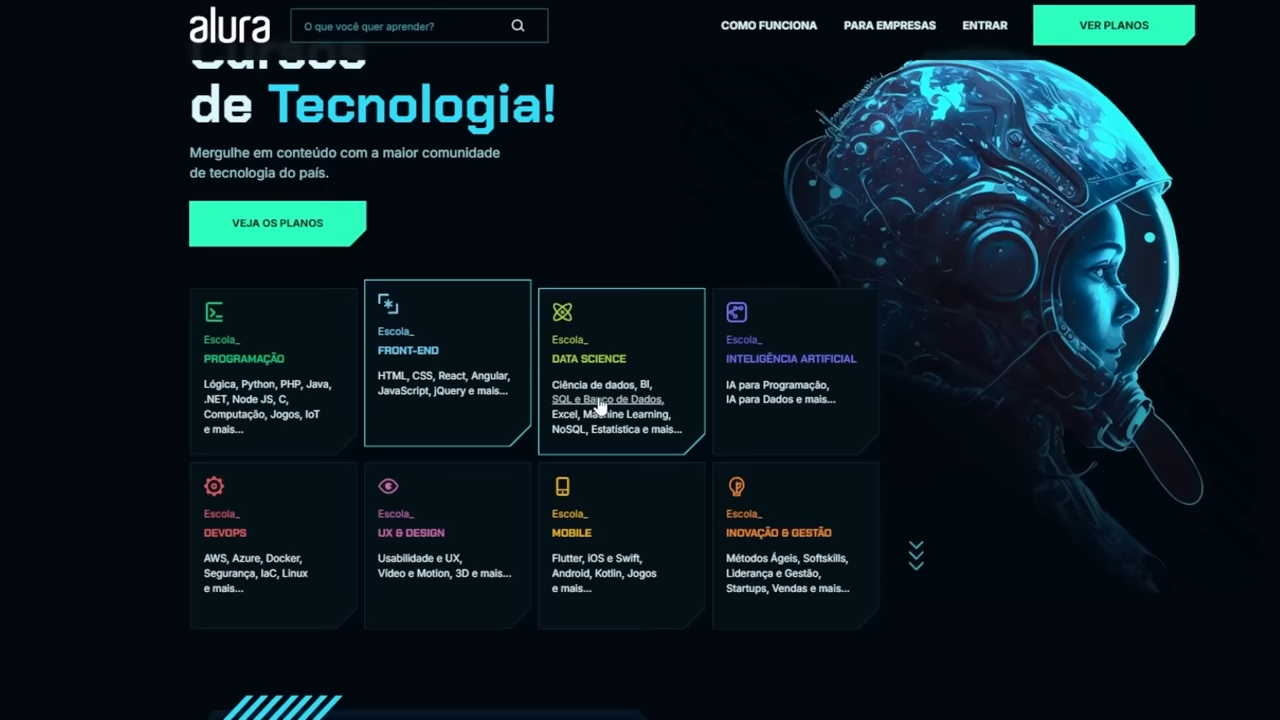 alura
O que você quer aprender?
COMO FUNCIONA
PARA EMPRESAS
ENTRAR
VER PLANOS
Cursos
de Tecnologia!
Mergulhe em conteúdo com a maior comunidade
de tecnologia do país.
VEJA OS PLANOS
Escola_
PROGRAMAÇÃO
Lógica, Python, PHP, Java,
.NET, Node JS, C,
Computação, Jogos, IoT
e mais...
Escola_
FRONT-END
HTML, CSS, React, Angular,
JavaScript, jQuery e mais...
Escola_
DATA SCIENCE
Ciência de dados, BI,
SQL e Banco de Dados,
Excel, Machine Learning,
NoSQL, Estatística e mais...
Escola_
INTELIGÊNCIA ARTIFICIAL
IA para Programação,
IA para Dados e mais...
Escola_
DEVOPS
AWS, Azure, Docker,
Segurança, IaC, Linux
e mais...
Escola_
UX & DESIGN
Usabilidade e UX,
Vídeo e Motion, 3D e mais...
Escola_
MOBILE
Flutter, iOS e Swift,
Android, Kotlin, Jogos
e mais...
Escola_
INOVAÇÃO & GESTÃO
Métodos Ágeis, Softskills,
Liderança e Gestão,
Startups, Vendas e mais...